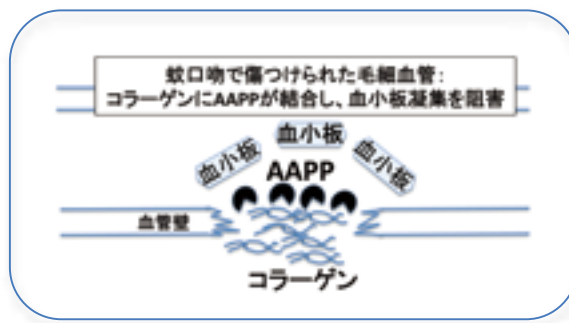 蚊口吻で傷つけられた毛細血管：
コラーゲンにAAPPが結合し、血小板凝集を阻害
血小板
血小板
血小板
AAPP
血管壁
コラーゲン